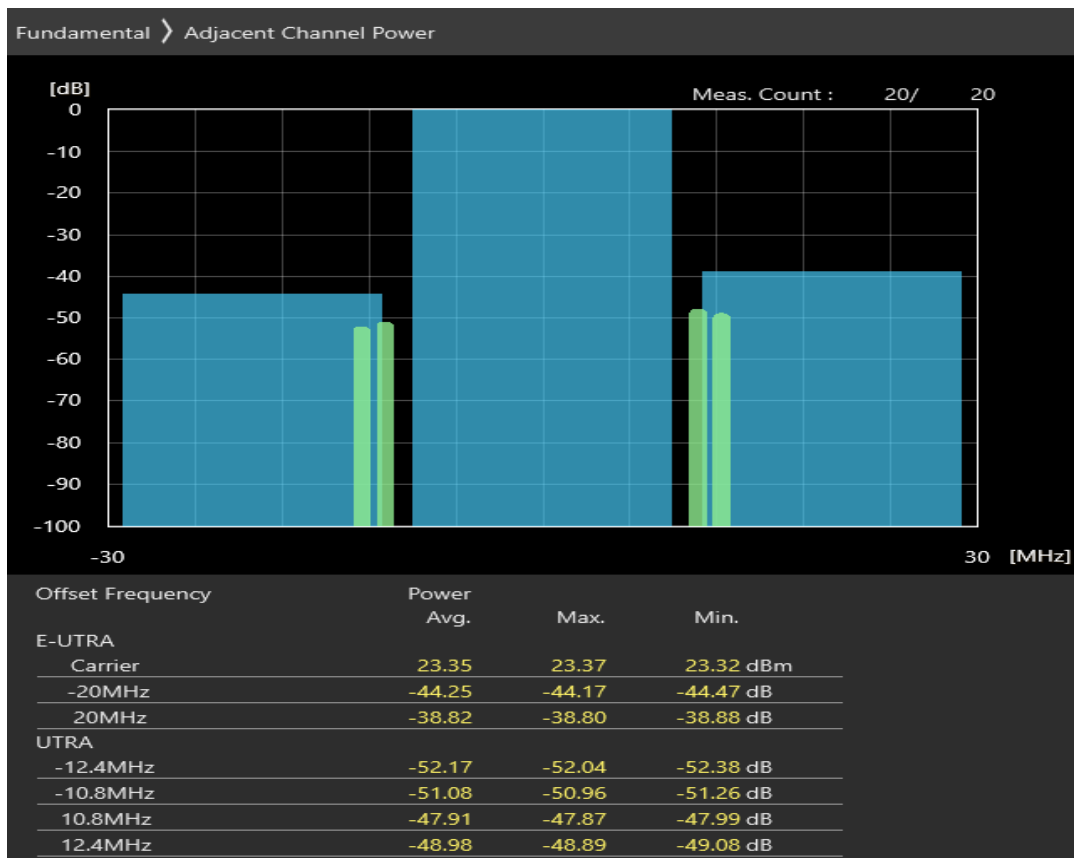 Fundamental 〉 Adjacent Channel Power
[dB]
Meas. Count : 20/ 20
0
-10
-20
-30
-40
-50
-60
-70
-80
-90
-100
-30 30 [MHz]
Offset Frequency Power
Avg. Max. Min.
E-UTRA
Carrier 23.35 23.37 23.32 dBm
-20MHz -44.25 -44.17 -44.47 dB
20MHz -38.82 -38.80 -38.88 dB
UTRA
-12.4MHz -52.17 -52.04 -52.38 dB
-10.8MHz -51.08 -50.96 -51.26 dB
10.8MHz -47.91 -47.87 -47.99 dB
12.4MHz -48.98 -48.89 -49.08 dB